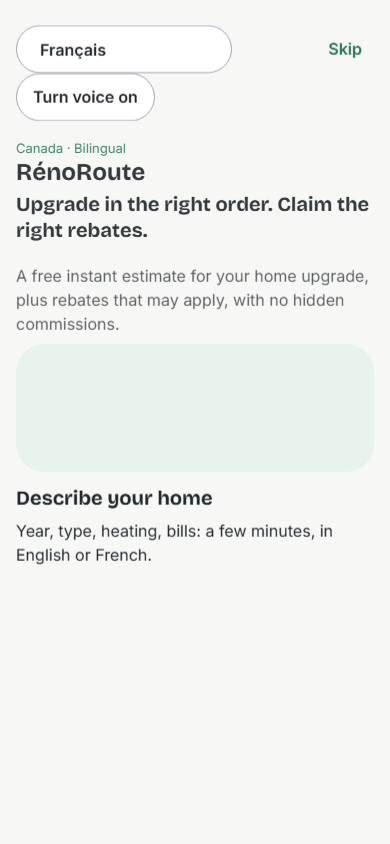 Français
Skip
Turn voice on
Canada · Bilingual
RénoRoute
Upgrade in the right order. Claim the
right rebates.
A free instant estimate for your home upgrade,
plus rebates that may apply, with no hidden
commissions.
Describe your home
Year, type, heating, bills: a few minutes, in
English or French.